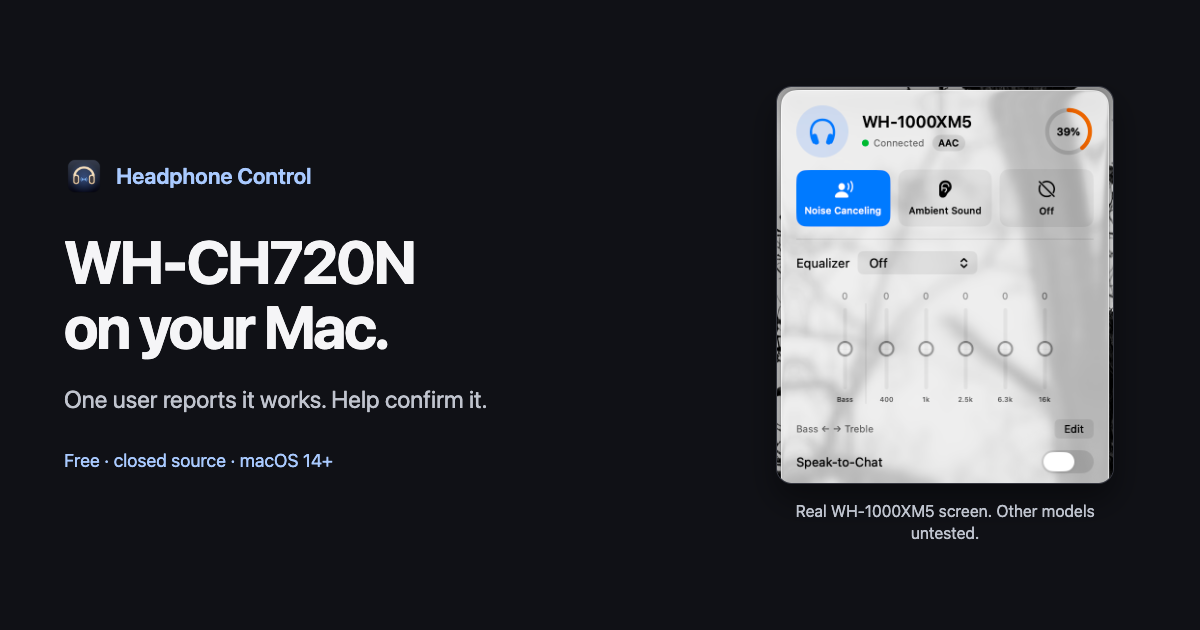 Headphone Control
WH-CH720N
on your Mac.
One user reports it works. Help confirm it.
Free · closed source · macOS 14+
WH-1000XM5
Connected AAC
39%
Noise Canceling
Ambient Sound
Off
Equalizer Off
0 0 0 0 0 0
Bass 400 1k 2.5k 6.3k 16k
Bass ← → Treble
Edit
Speak-to-Chat
Real WH-1000XM5 screen. Other models
untested.